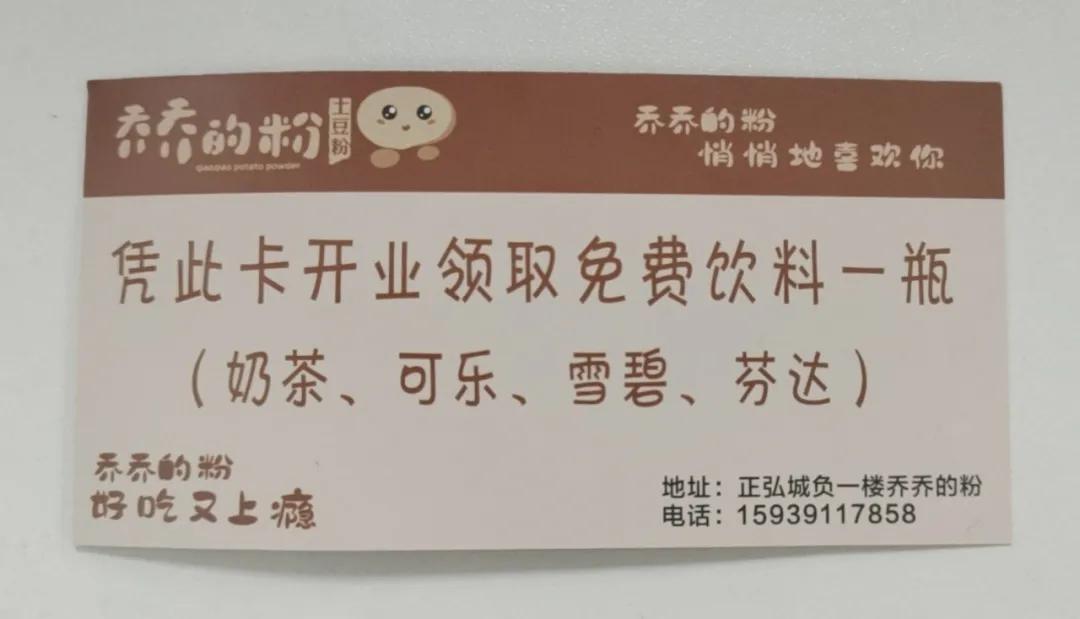 乔乔的粉
土豆粉
qiaoqiao potato powder
乔乔的粉
悄悄地喜欢你
凭此卡开业领取免费饮料一瓶
（奶茶、可乐、雪碧、芬达）
乔乔的粉
好吃又上瘾
地址：正弘城负一楼乔乔的粉
电话：15939117858